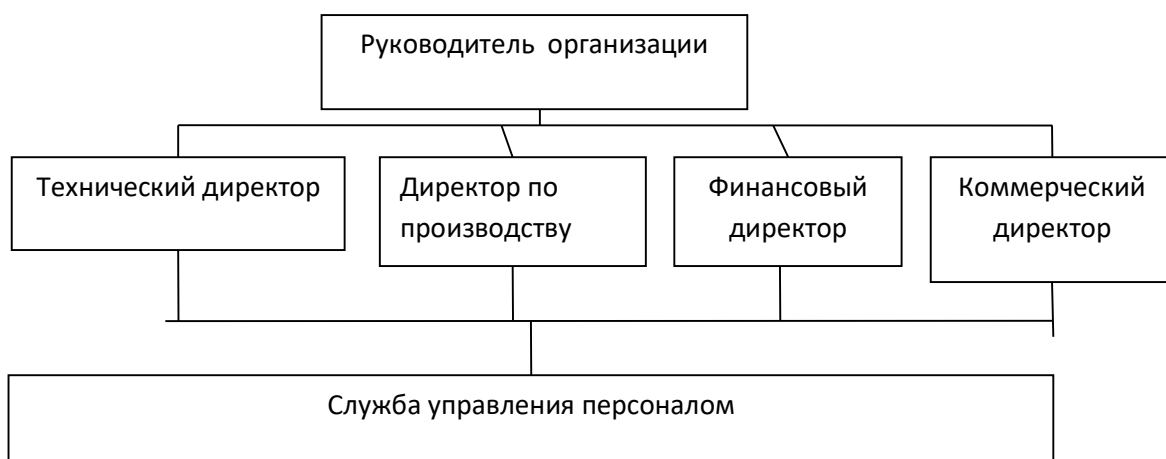 Руководитель организации
Технический директор
Директор по
производству
Финансовый
директор
Коммерческий
директор
Служба управления персоналом